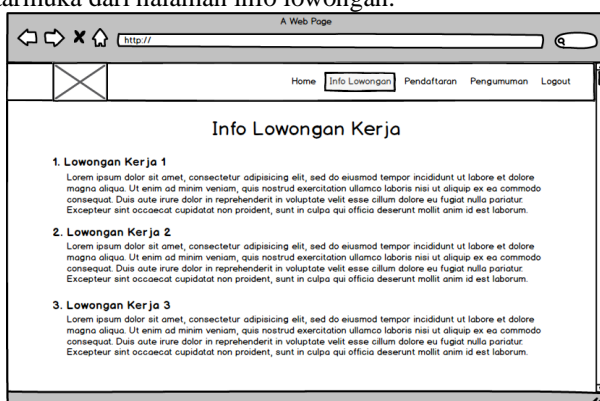 dari halaman info lowongan.
A Web Page
http://
Home Info Lowongan Pendaftaran Pengumuman Logout
Info Lowongan Kerja
1. Lowongan Kerja 1
Lorem ipsum dolor sit amet, consectetur adipisicing elit, sed do eiusmod tempor incididunt ut labore et dolore
magna aliqua. Ut enim ad minim veniam, quis nostrud exercitation ullamco laboris nisi ut aliquip ex ea commodo
consequat. Duis aute irure dolor in reprehenderit in voluptate velit esse cillum dolore eu fugiat nulla pariatur.
Excepteur sint occaecat cupidatat non proident, sunt in culpa qui officia deserunt mollit anim id est laborum.
2. Lowongan Kerja 2
Lorem ipsum dolor sit amet, consectetur adipisicing elit, sed do eiusmod tempor incididunt ut labore et dolore
magna aliqua. Ut enim ad minim veniam, quis nostrud exercitation ullamco laboris nisi ut aliquip ex ea commodo
consequat. Duis aute irure dolor in reprehenderit in voluptate velit esse cillum dolore eu fugiat nulla pariatur.
Excepteur sint occaecat cupidatat non proident, sunt in culpa qui officia deserunt mollit anim id est laborum.
3. Lowongan Kerja 3
Lorem ipsum dolor sit amet, consectetur adipisicing elit, sed do eiusmod tempor incididunt ut labore et dolore
magna aliqua. Ut enim ad minim veniam, quis nostrud exercitation ullamco laboris nisi ut aliquip ex ea commodo
consequat. Duis aute irure dolor in reprehenderit in voluptate velit esse cillum dolore eu fugiat nulla pariatur.
Excepteur sint occaecat cupidatat non proident, sunt in culpa qui officia deserunt mollit anim id est laborum.